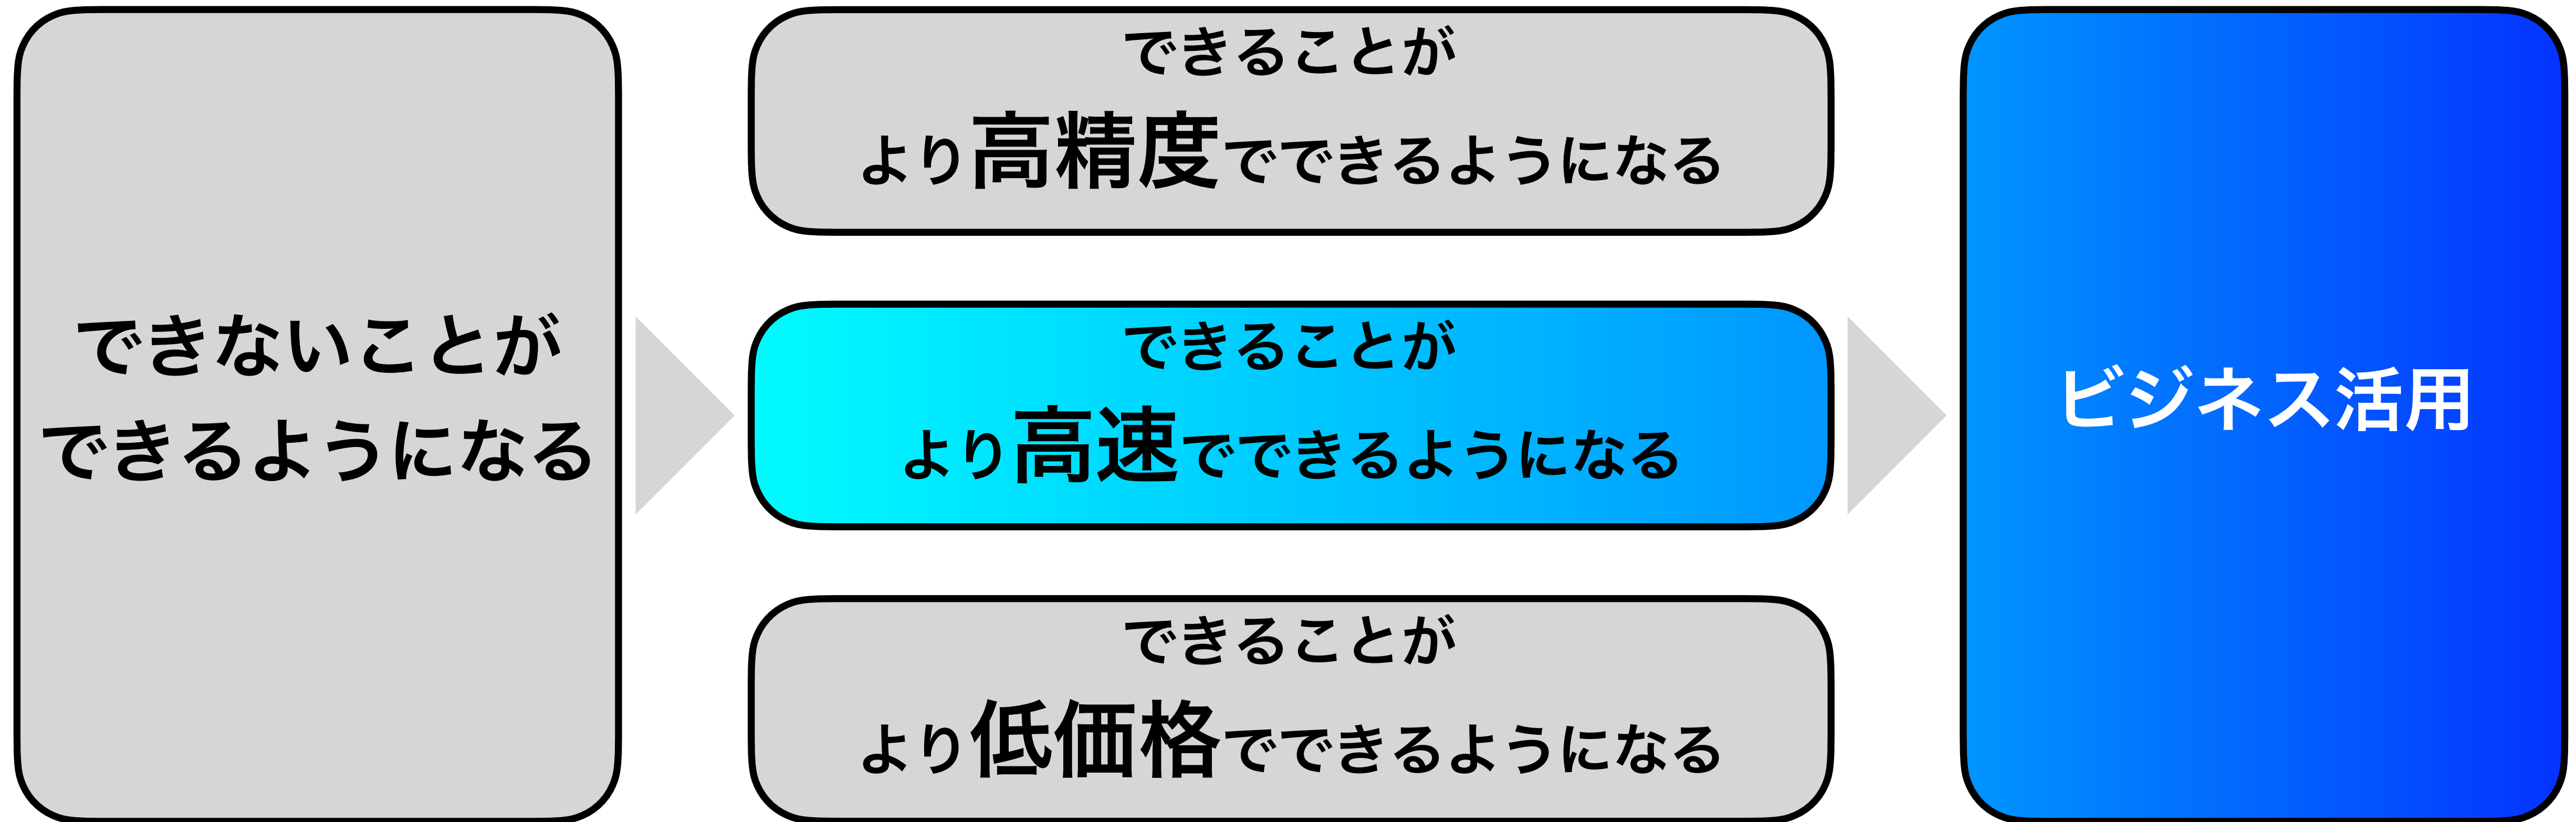 できないことが
できるようになる
できることが
より高精度でできるようになる
できることが
より高速でできるようになる
できることが
より低価格でできるようになる
ビジネス活用